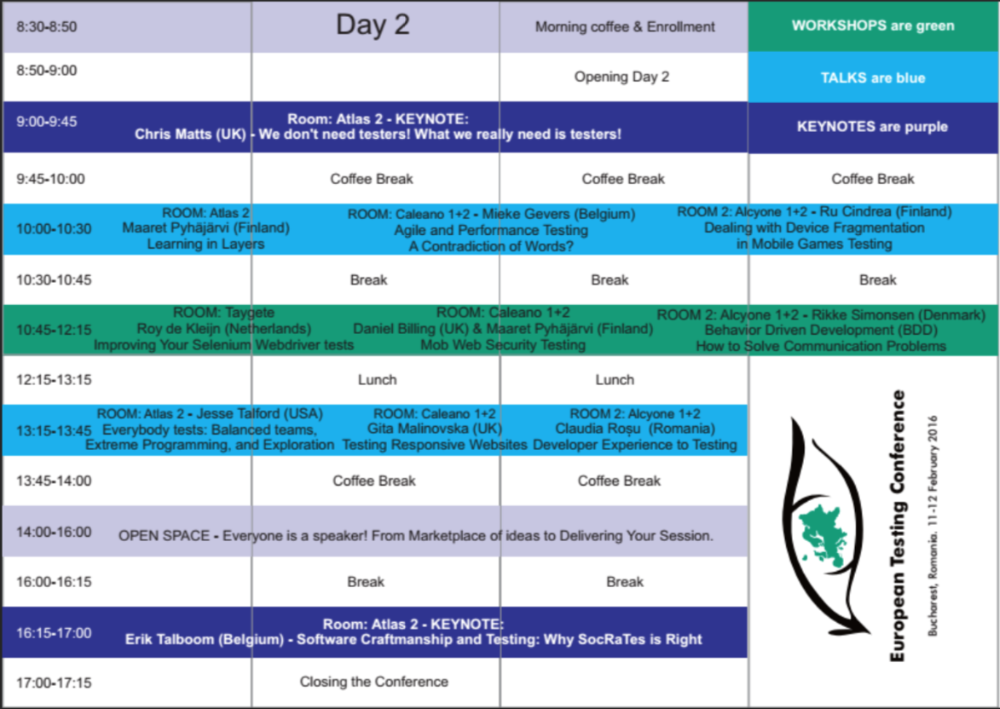 8:30-8:50
Day 2
Morning coffee & Enrollment
WORKSHOPS are green
8:50-9:00
Opening Day 2
TALKS are blue
9:00-9:45
Room: Atlas 2 - KEYNOTE:
Chris Matts (UK) - We don't need testers! What we really need is testers!
KEYNOTES are purple
9:45-10:00
Coffee Break
Coffee Break
Coffee Break
10:00-10:30
ROOM: Atlas 2
Maaret Pyhäjärvi (Finland)
Learning in Layers
ROOM: Caleano 1+2 - Mieke Gevers (Belgium)
Agile and Performance Testing
A Contradiction of Words?
ROOM 2: Alcyone 1+2 - Ru Cindrea (Finland)
Dealing with Device Fragmentation
in Mobile Games Testing
10:30-10:45
Break
Break
Break
10:45-12:15
ROOM: Taygete
Roy de Kleijn (Netherlands)
Improving Your Selenium Webdriver tests
ROOM: Caleano 1+2
Daniel Billing (UK) & Maaret Pyhäjärvi (Finland)
Mob Web Security Testing
ROOM 2: Alcyone 1+2 - Rikke Simonsen (Denmark)
Behavior Driven Development (BDD)
How to Solve Communication Problems
12:15-13:15
Lunch
Lunch
13:15-13:45
ROOM: Atlas 2 - Jesse Talford (USA)
Everybody tests: Balanced teams,
Extreme Programming, and Exploration
ROOM: Caleano 1+2
Gita Malinovska (UK)
Testing Responsive Websites
ROOM 2: Alcyone 1+2
Claudia Roșu (Romania)
Developer Experience to Testing
13:45-14:00
Coffee Break
Coffee Break
14:00-16:00
OPEN SPACE - Everyone is a speaker! From Marketplace of ideas to Delivering Your Session.
16:00-16:15
Break
Break
16:15-17:00
Room: Atlas 2 - KEYNOTE:
Erik Talboom (Belgium) - Software Craftmanship and Testing: Why SocRaTes is Right
17:00-17:15
Closing the Conference
European Testing Conference
Bucharest, Romania. 11-12 February 2016